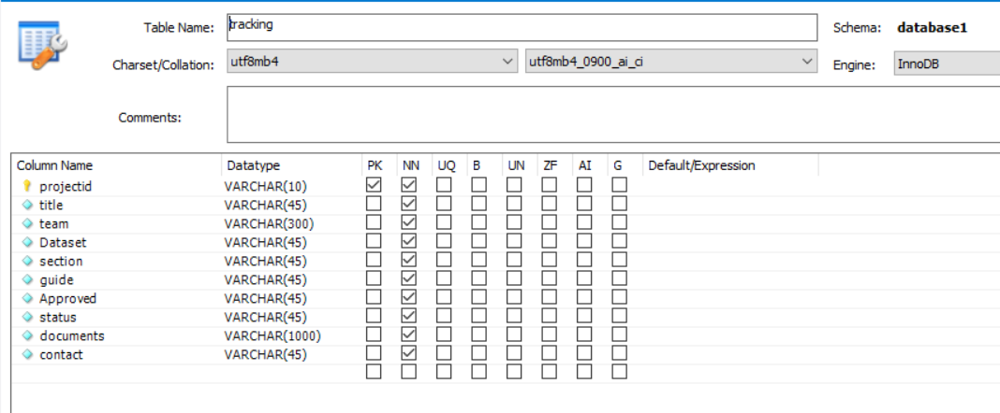 Table Name: tracking Schema: database1
Charset/Collation: utf8mb4 utf8mb4_0900_ai_ci Engine: InnoDB
Comments:
Column Name Datatype PK NN UQ B UN ZF AI G Default/Expression
projectid VARCHAR(10)
title VARCHAR(45)
team VARCHAR(300)
Dataset VARCHAR(45)
section VARCHAR(45)
guide VARCHAR(45)
Approved VARCHAR(45)
status VARCHAR(45)
documents VARCHAR(1000)
contact VARCHAR(45)